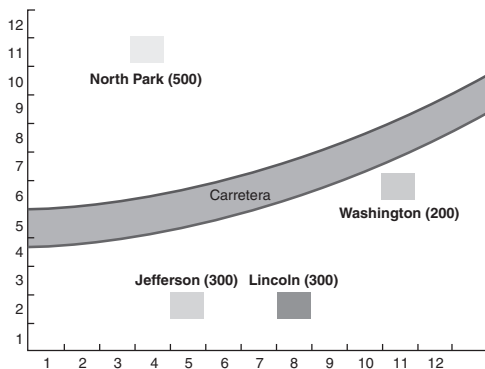 12
11
10
9
8
7
6
5
4
3
2
1
North Park (500)
Carretera
Washington (200)
Jefferson (300) Lincoln (300)
1 2 3 4 5 6 7 8 9 10 11 12